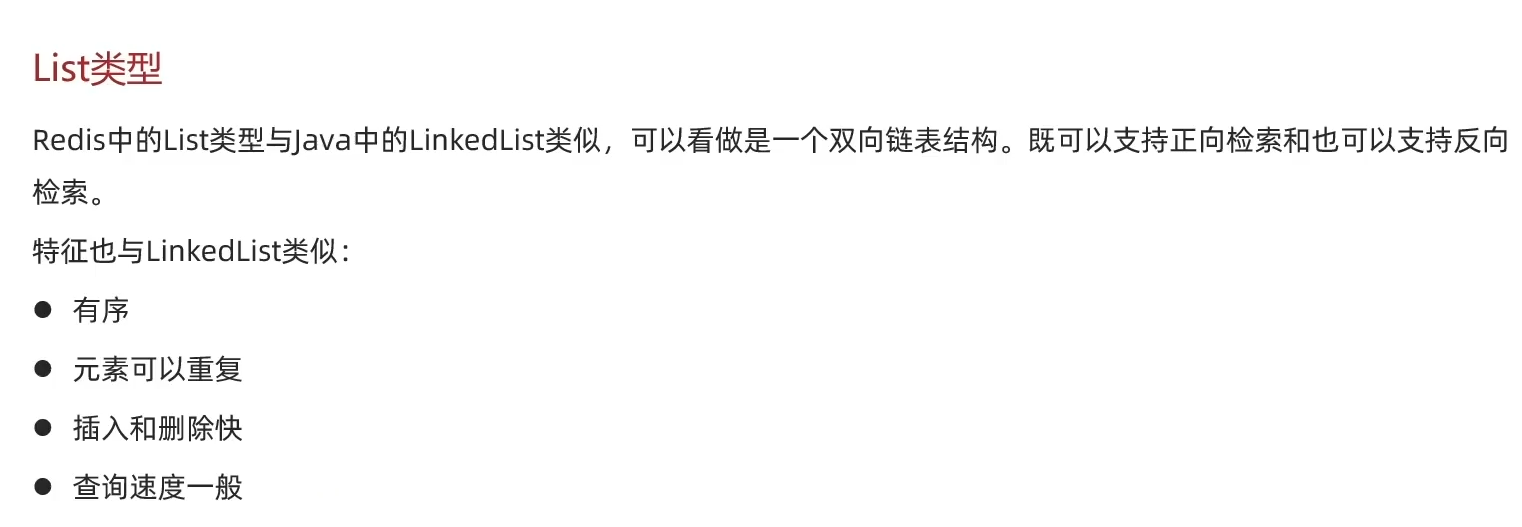 List类型
Redis中的List类型与Java中的LinkedList类似，可以看做是一个双向链表结构。既可以支持正向检索和也可以支持反向
检索。
特征也与LinkedList类似：
● 有序
● 元素可以重复
● 插入和删除快
● 查询速度一般